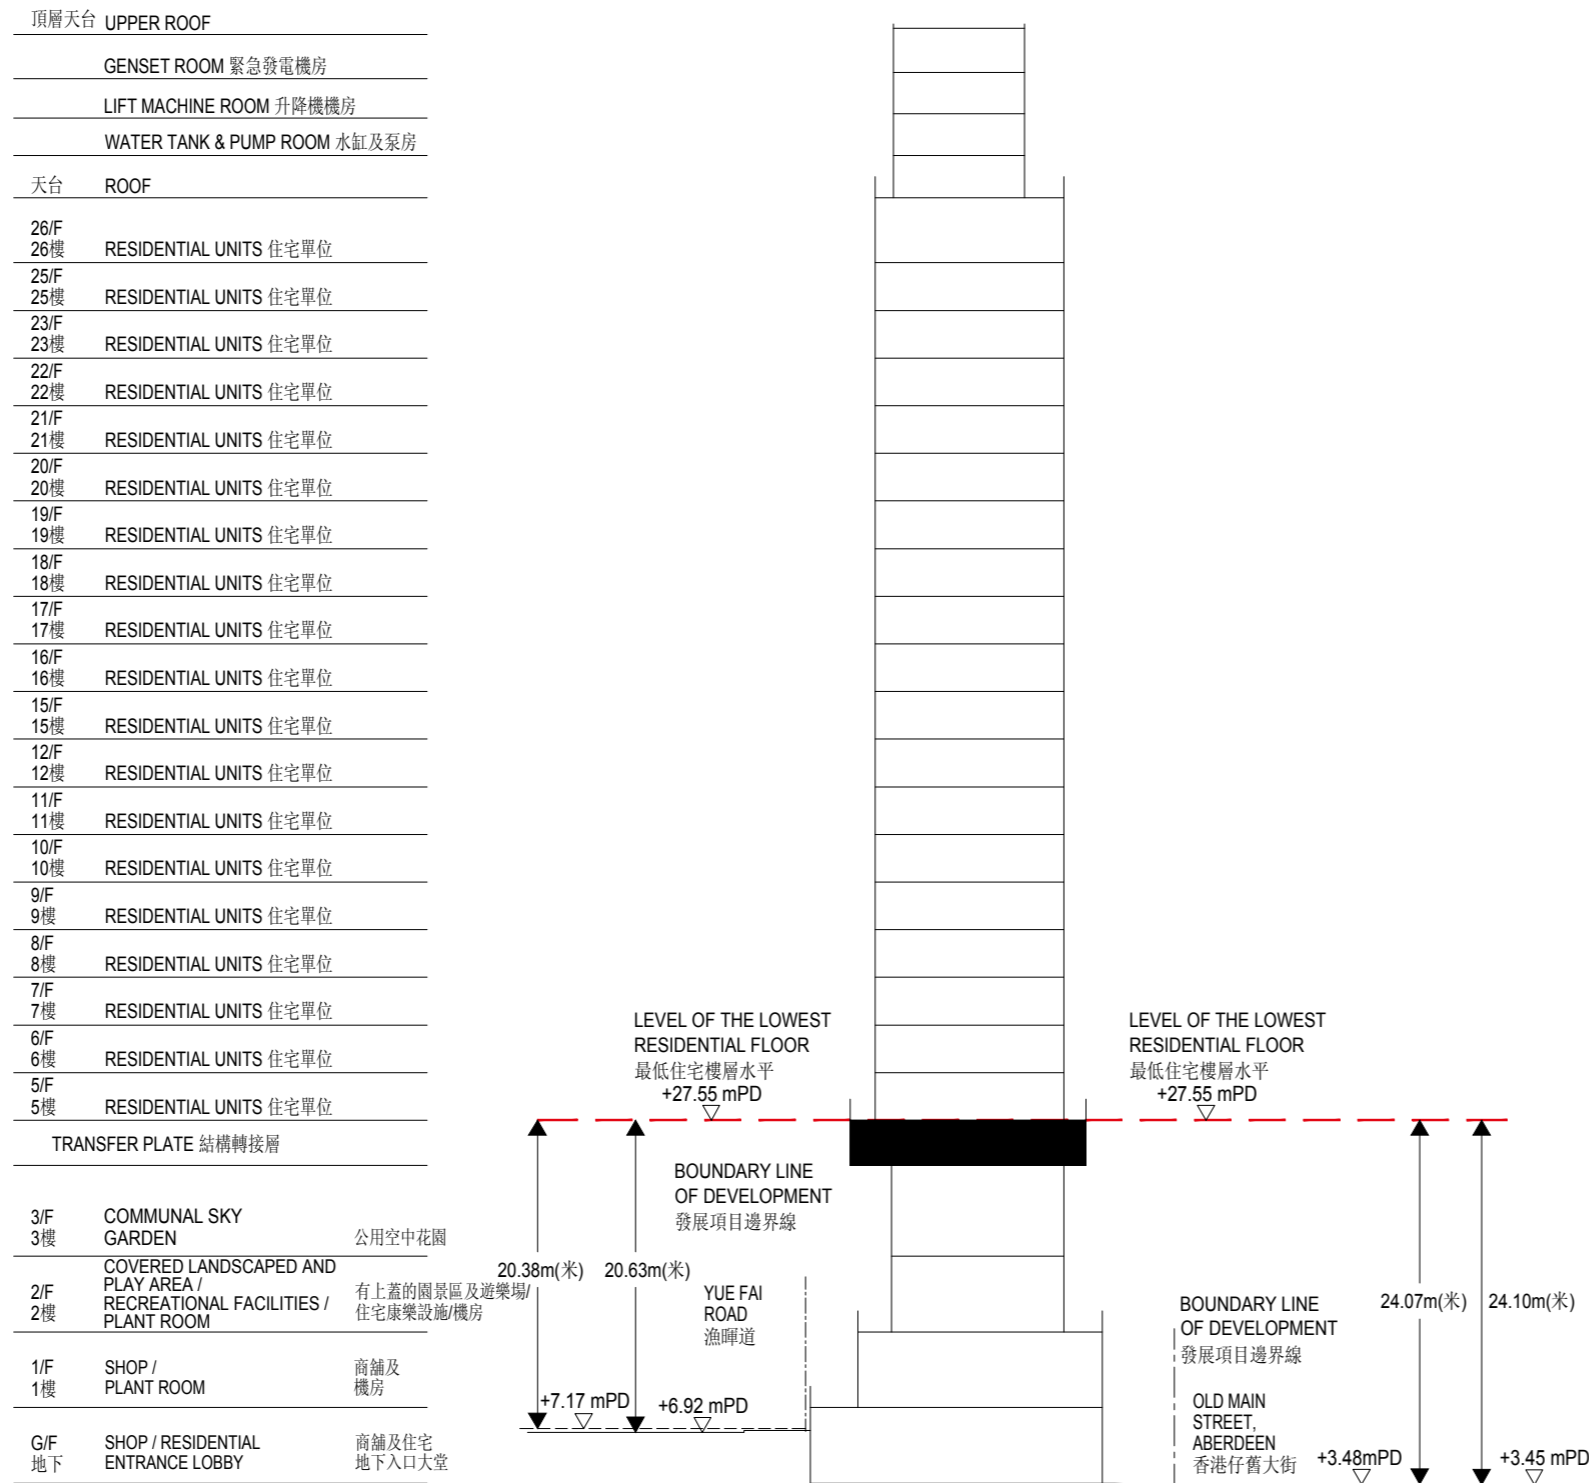 頂層天台 UPPER ROOF
GENSET ROOM 緊急發電機房
LIFT MACHINE ROOM 升降機機房
WATER TANK & PUMP ROOM 水缸及泵房
天台 ROOF
26/F
26樓 RESIDENTIAL UNITS 住宅單位
25/F
25樓 RESIDENTIAL UNITS 住宅單位
23/F
23樓 RESIDENTIAL UNITS 住宅單位
22/F
22樓 RESIDENTIAL UNITS 住宅單位
21/F
21樓 RESIDENTIAL UNITS 住宅單位
20/F
20樓 RESIDENTIAL UNITS 住宅單位
19/F
19樓 RESIDENTIAL UNITS 住宅單位
18/F
18樓 RESIDENTIAL UNITS 住宅單位
17/F
17樓 RESIDENTIAL UNITS 住宅單位
16/F
16樓 RESIDENTIAL UNITS 住宅單位
15/F
15樓 RESIDENTIAL UNITS 住宅單位
12/F
12樓 RESIDENTIAL UNITS 住宅單位
11/F
11樓 RESIDENTIAL UNITS 住宅單位
10/F
10樓 RESIDENTIAL UNITS 住宅單位
9/F
9樓 RESIDENTIAL UNITS 住宅單位
8/F
8樓 RESIDENTIAL UNITS 住宅單位
7/F
7樓 RESIDENTIAL UNITS 住宅單位
6/F
6樓 RESIDENTIAL UNITS 住宅單位
5/F
5樓 RESIDENTIAL UNITS 住宅單位
TRANSFER PLATE 結構轉接層
3/F COMMUNAL SKY
3樓 GARDEN 公用空中花園
COVERED LANDSCAPED AND
2/F PLAY AREA / 有上蓋的園景區及遊樂場/
2樓 RECREATIONAL FACILITIES / 住宅康樂設施/機房
PLANT ROOM
1/F SHOP / 商舖及
1樓 PLANT ROOM 機房
G/F SHOP / RESIDENTIAL 商舖及住宅
地下 ENTRANCE LOBBY 地下入口大堂
LEVEL OF THE LOWEST
RESIDENTIAL FLOOR
最低住宅樓層水平
+27.55 mPD
BOUNDARY LINE
OF DEVELOPMENT
發展項目邊界線
20.38m(米) 20.63m(米)
YUE FAI
ROAD
漁暉道
+7.17 mPD
+6.92 mPD
LEVEL OF THE LOWEST
RESIDENTIAL FLOOR
最低住宅樓層水平
+27.55 mPD
24.07m(米) 24.10m(米)
BOUNDARY LINE
OF DEVELOPMENT
發展項目邊界線
OLD MAIN
STREET,
ABERDEEN
香港仔舊大街
+3.48mPD
+3.45 mPD